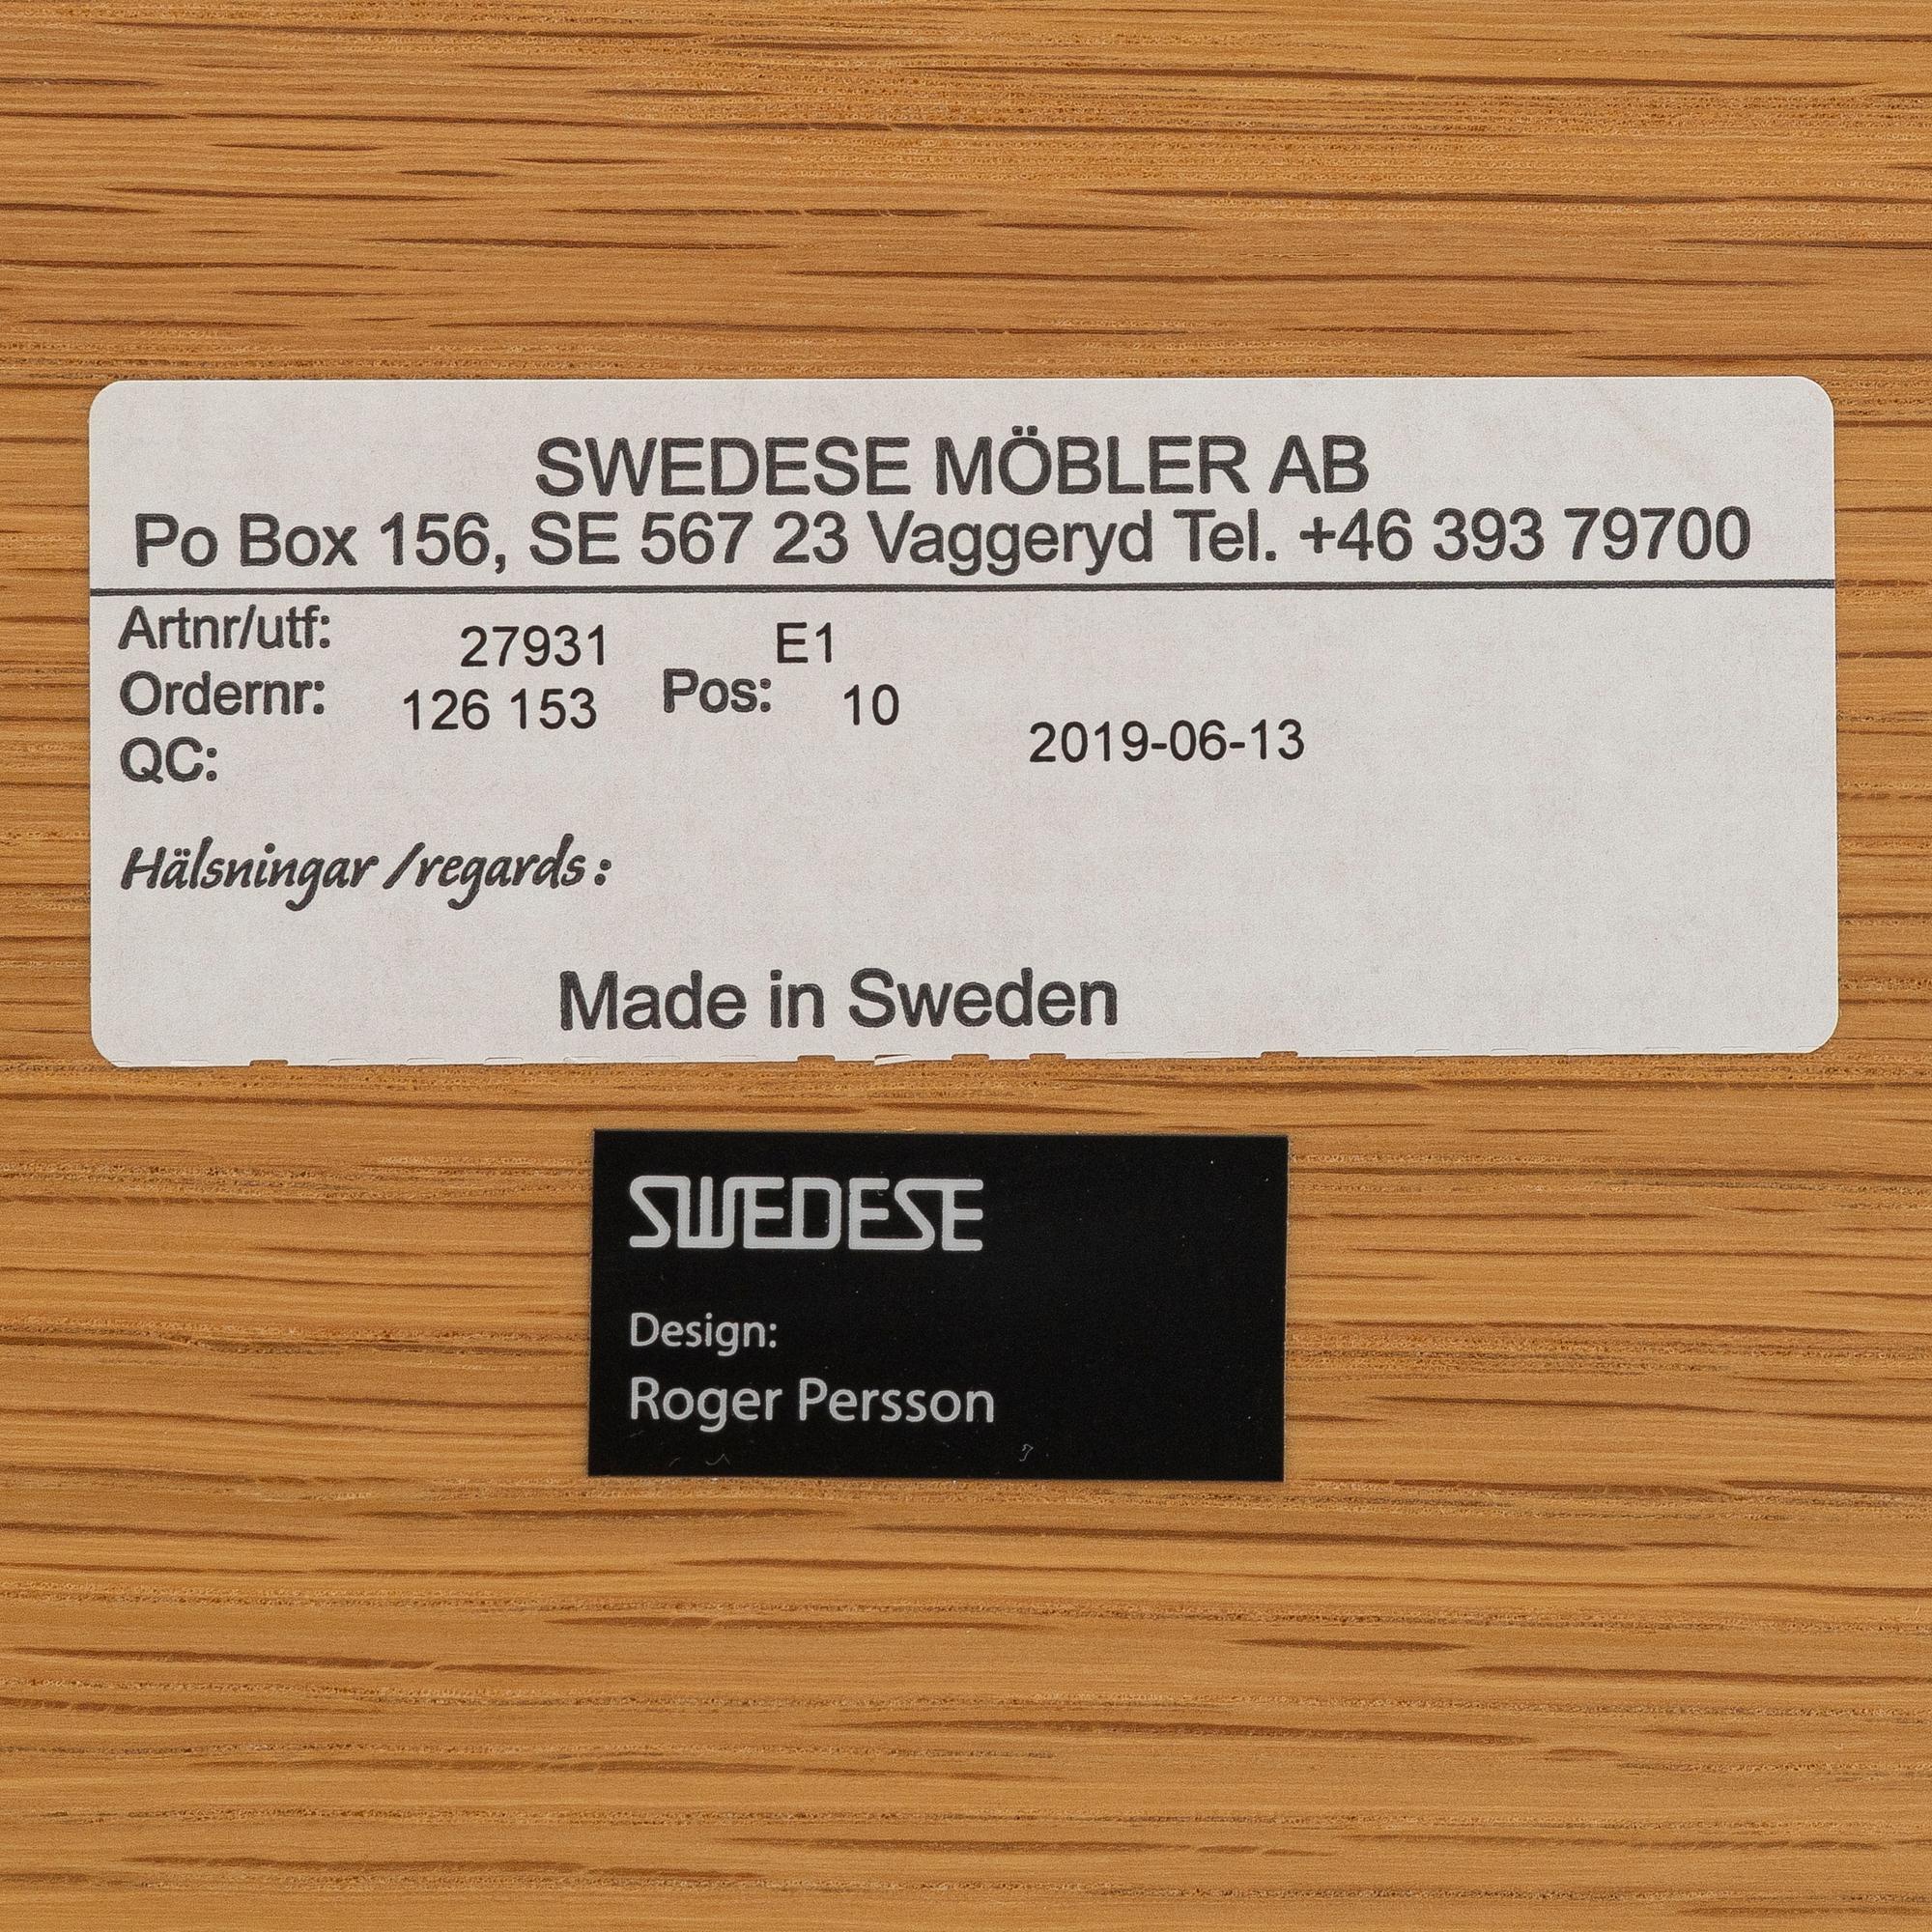 SWEDESE MÖBLER AB
Po Box 156, SE 567 23 Vaggeryd Tel. +46 393 79700
Artnr/utf: 27931 E1
Ordernr: 126 153 Pos: 10
QC: 2019-06-13
Hälsningar /regards:
Made in Sweden
SWEDESE
Design:
Roger Persson